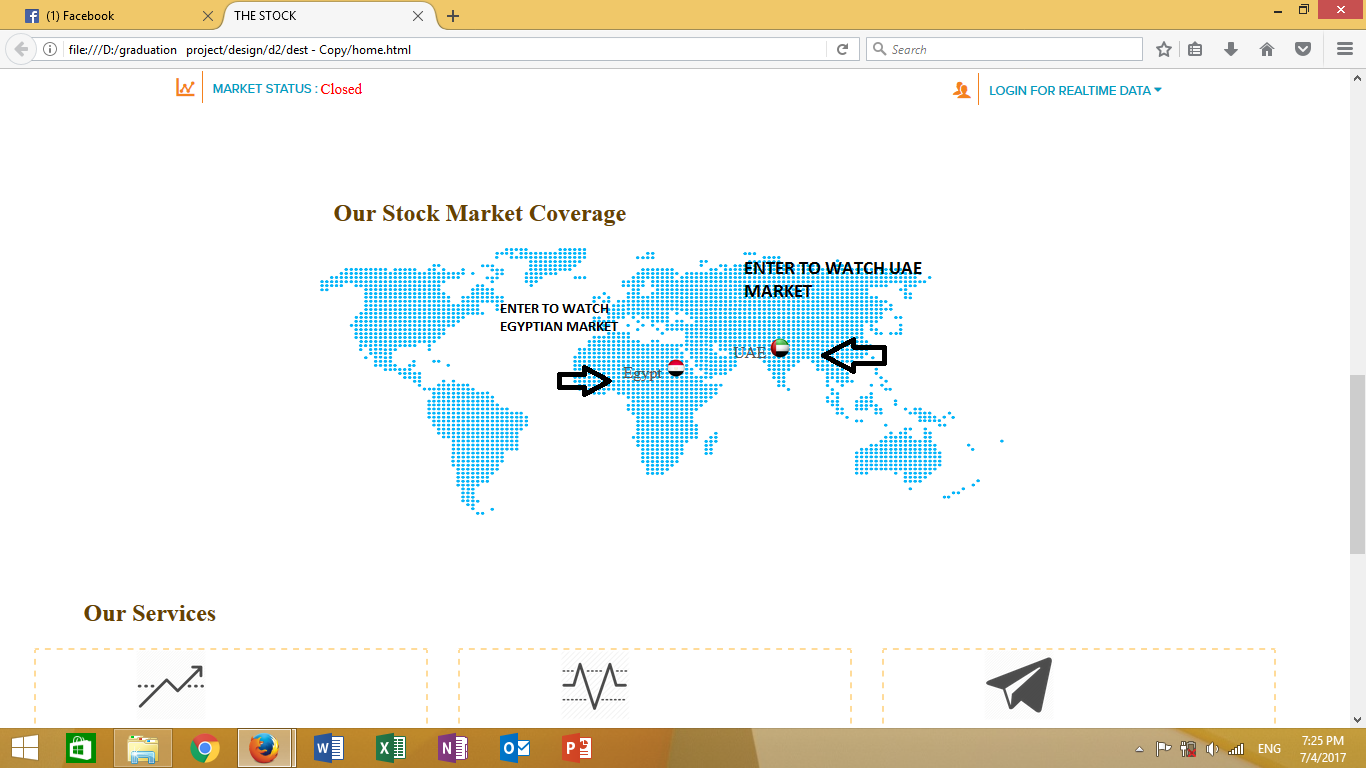 (1) Facebook
THE STOCK
file:///D:/graduation project/design/d2/dest - Copy/home.html
Search
MARKET STATUS : Closed
LOGIN FOR REALTIME DATA
Our Stock Market Coverage
ENTER TO WATCH UAE
MARKET
ENTER TO WATCH
EGYPTIAN MARKET
UAE
Egypt
Our Services
ENG
7:25 PM
7/4/2017